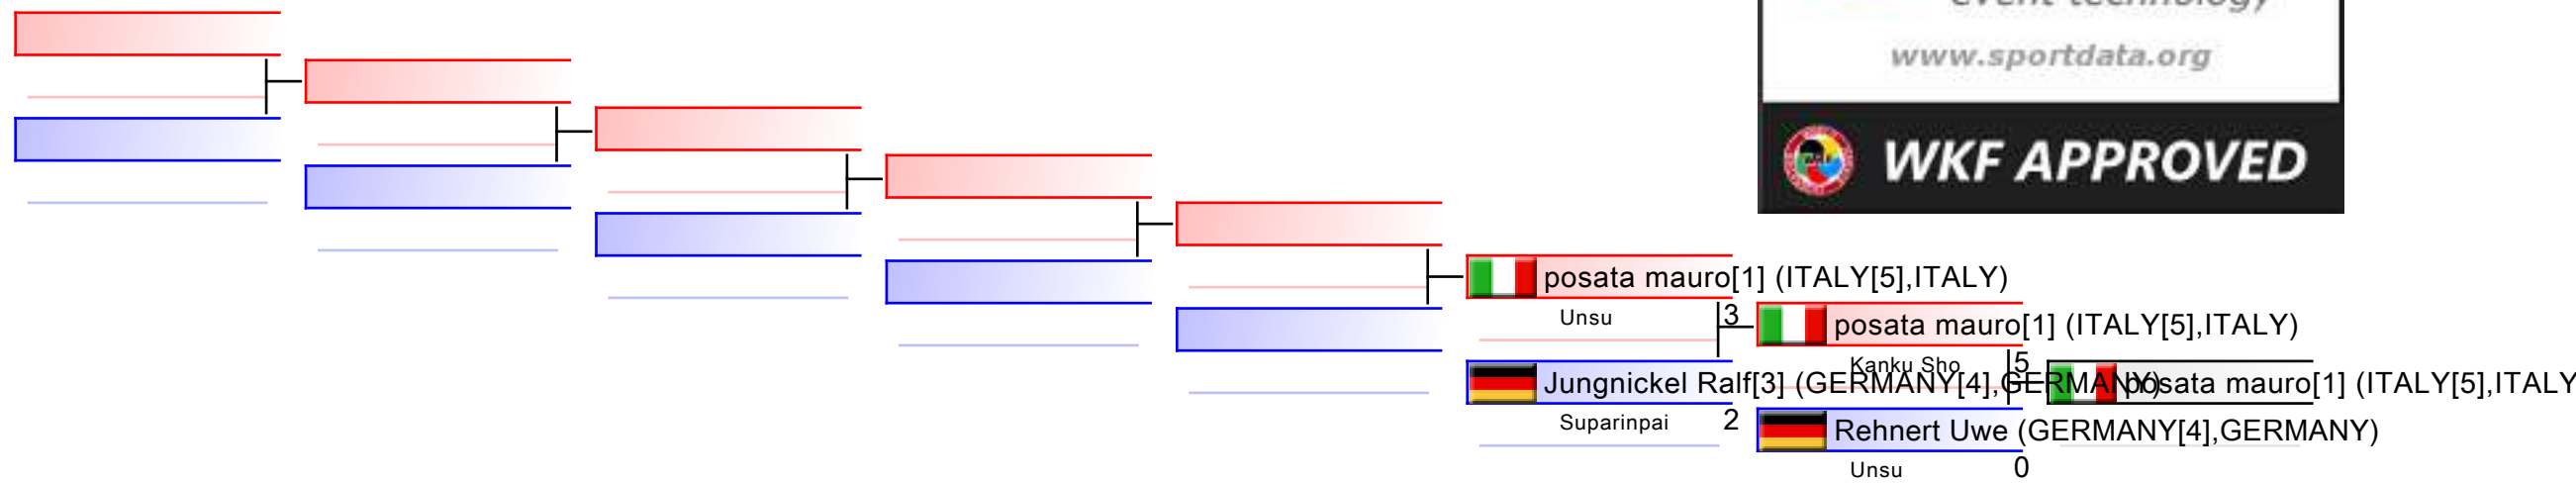 event technology
www.sportdata.org
WKF APPROVED
posata mauro[1] (ITALY[5],ITALY)
Unsu 3
posata mauro[1] (ITALY[5],ITALY)
Kanku Sho 5
Jungnickel Ralf[3] (GERMANY[4],GERMANY)
posata mauro[1] (ITALY[5],ITALY
Suparinpai 2
Rehnert Uwe (GERMANY[4],GERMANY)
Unsu 0